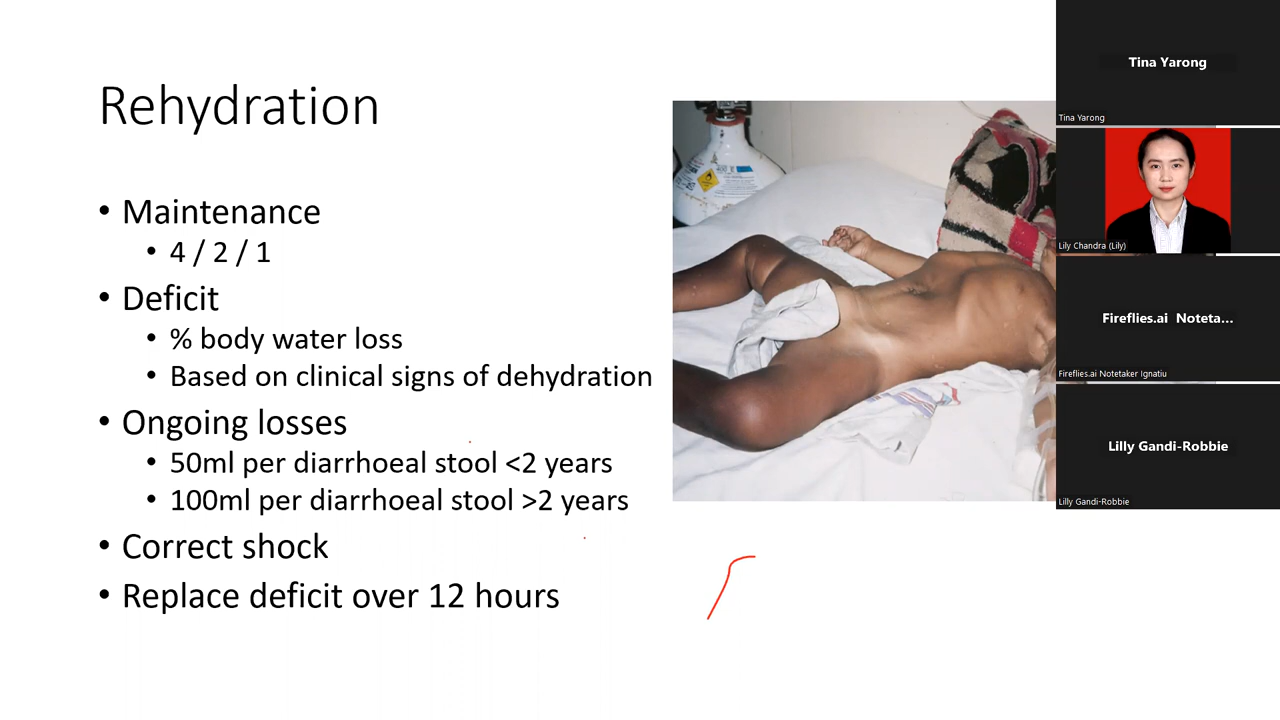 Rehydration
• Maintenance
• 4 / 2 / 1
• Deficit
• % body water loss
• Based on clinical signs of dehydration
• Ongoing losses
• 50ml per diarrhoeal stool <2 years
• 100ml per diarrhoeal stool >2 years
• Correct shock
• Replace deficit over 12 hours
Tina Yarong
Tina Yarong
Lily Chandra (Lily)
Fireflies.ai Noteta...
Fireflies.ai Notetaker Ignatiu
Lilly Gandi-Robbie
Lilly Gandi-Robbie